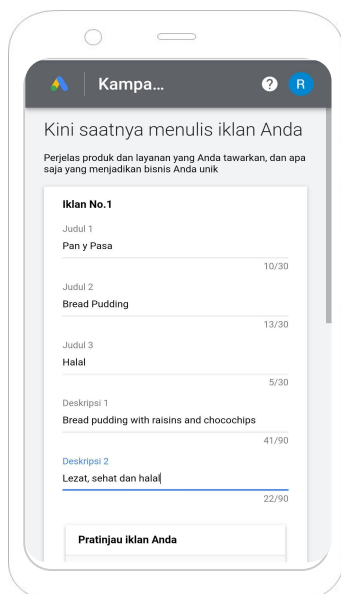 Kampa...
?
R
Kini saatnya menulis iklan Anda
Perjelas produk dan layanan yang Anda tawarkan, dan apa
saja yang menjadikan bisnis Anda unik
Iklan No.1
Judul 1
Pan y Pasa
10/30
Judul 2
Bread Pudding
13/30
Judul 3
Halal
5/30
Deskripsi 1
Bread pudding with raisins and chocochips
41/90
Deskripsi 2
Lezat, sehat dan halal
22/90
Pratinjau iklan Anda